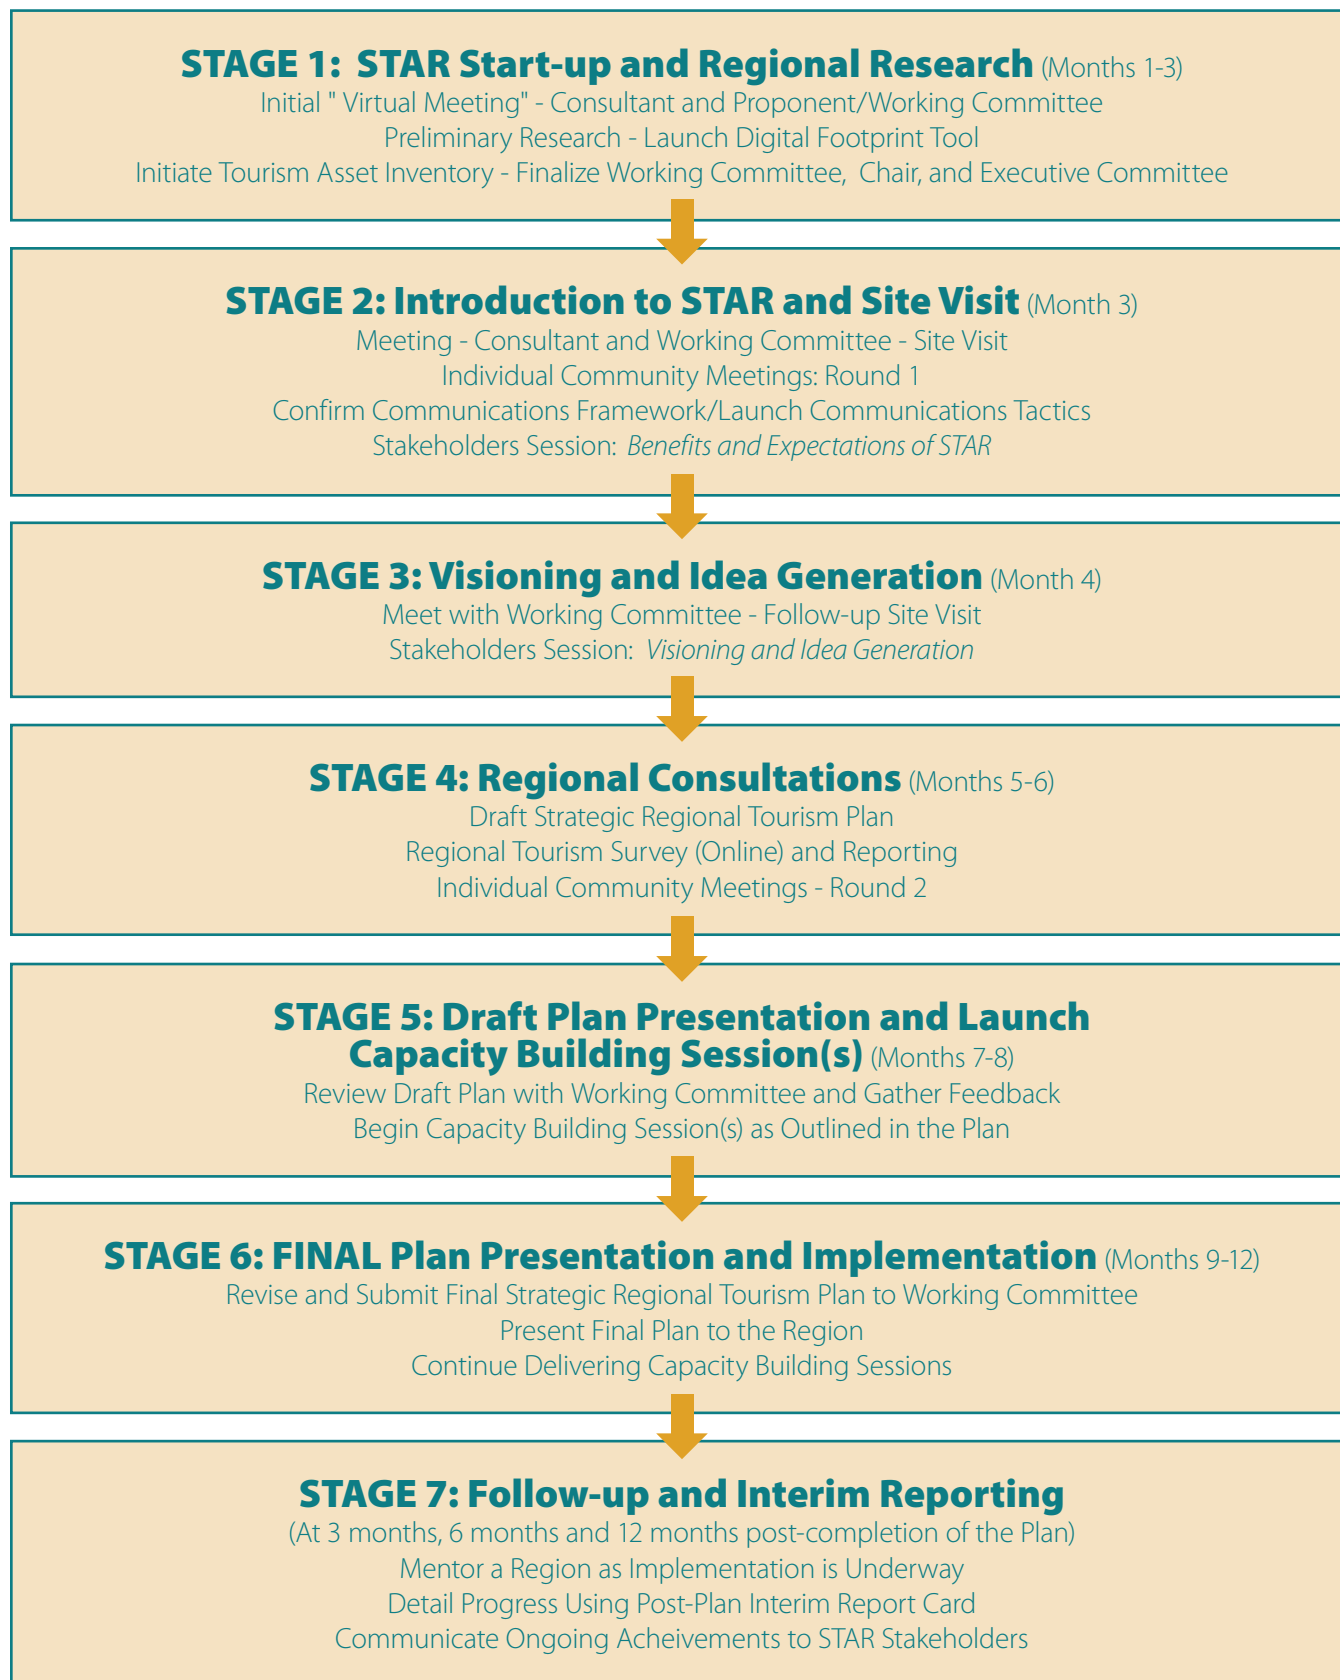 STAGE 1: STAR Start-up and Regional Research (Months 1-3)
Initial " Virtual Meeting" - Consultant and Proponent/Working Committee
Preliminary Research - Launch Digital Footprint Tool
Initiate Tourism Asset Inventory - Finalize Working Committee, Chair, and Executive Committee
STAGE 2: Introduction to STAR and Site Visit (Month 3)
Meeting - Consultant and Working Committee - Site Visit
Individual Community Meetings: Round 1
Confirm Communications Framework/Launch Communications Tactics
Stakeholders Session: Benefits and Expectations of STAR
STAGE 3: Visioning and Idea Generation (Month 4)
Meet with Working Committee - Follow-up Site Visit
Stakeholders Session: Visioning and Idea Generation
STAGE 4: Regional Consultations (Months 5-6)
Draft Strategic Regional Tourism Plan
Regional Tourism Survey (Online) and Reporting
Individual Community Meetings - Round 2
STAGE 5: Draft Plan Presentation and Launch
Capacity Building Session(s) (Months 7-8)
Review Draft Plan with Working Committee and Gather Feedback
Begin Capacity Building Session(s) as Outlined in the Plan
STAGE 6: FINAL Plan Presentation and Implementation (Months 9-12)
Revise and Submit Final Strategic Regional Tourism Plan to Working Committee
Present Final Plan to the Region
Continue Delivering Capacity Building Sessions
STAGE 7: Follow-up and Interim Reporting
(At 3 months, 6 months and 12 months post-completion of the Plan)
Mentor a Region as Implementation is Underway
Detail Progress Using Post-Plan Interim Report Card
Communicate Ongoing Acheivements to STAR Stakeholders